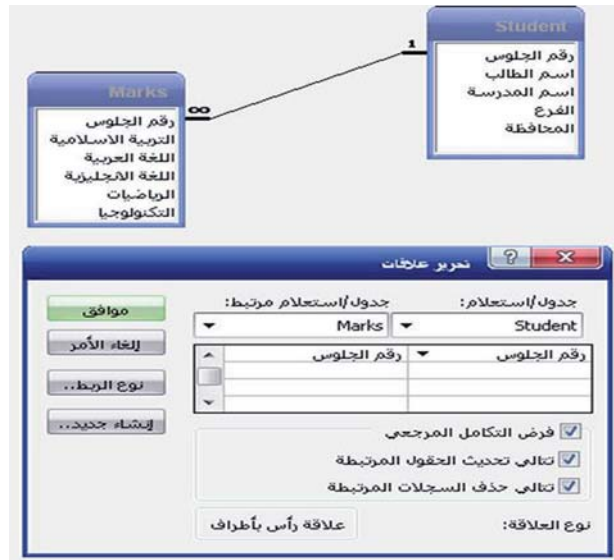 Student
رقم الجلوس
اسم الطالب
اسم المدرسة
الفرع
المحافظة
1
∞
Marks
رقم الجلوس
التربية الاسلامية
اللغة العربية
اللغة الانجليزية
الرياضيات
التكنولوجيا
تحرير علاقات
جدول/استعلام: جدول/استعلام مرتبط:
Student Marks
رقم الجلوس رقم الجلوس
موافق
إلغاء الأمر
نوع الربط..
إنشاء جديد..
فرض التكامل المرجعي
تتالي تحديث الحقول المرتبطة
تتالي حذف السجلات المرتبطة
نوع العلاقة: علاقة رأس بأطراف